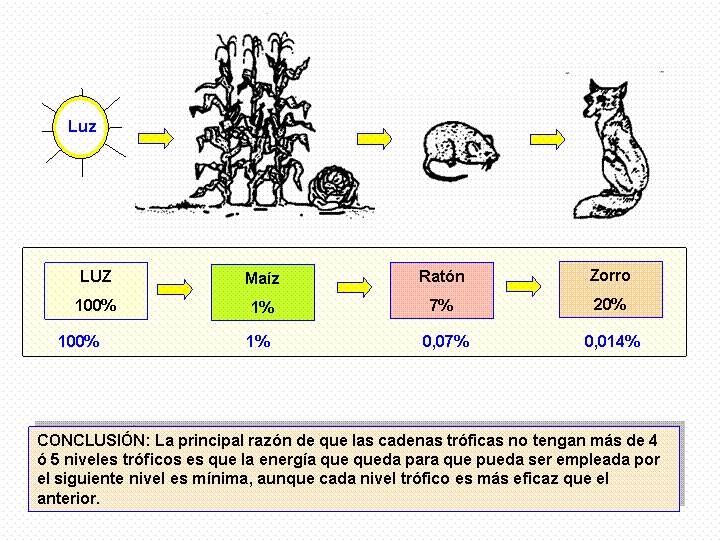 Luz
LUZ
100%
Maíz
1%
Ratón
7%
Zorro
20%
100%
1%
0,07%
0,014%
CONCLUSIÓN: La principal razón de que las cadenas tróficas no tengan más de 4
ó 5 niveles tróficos es que la energía que queda para que pueda ser empleada por
el siguiente nivel es mínima, aunque cada nivel trófico es más eficaz que el
anterior.